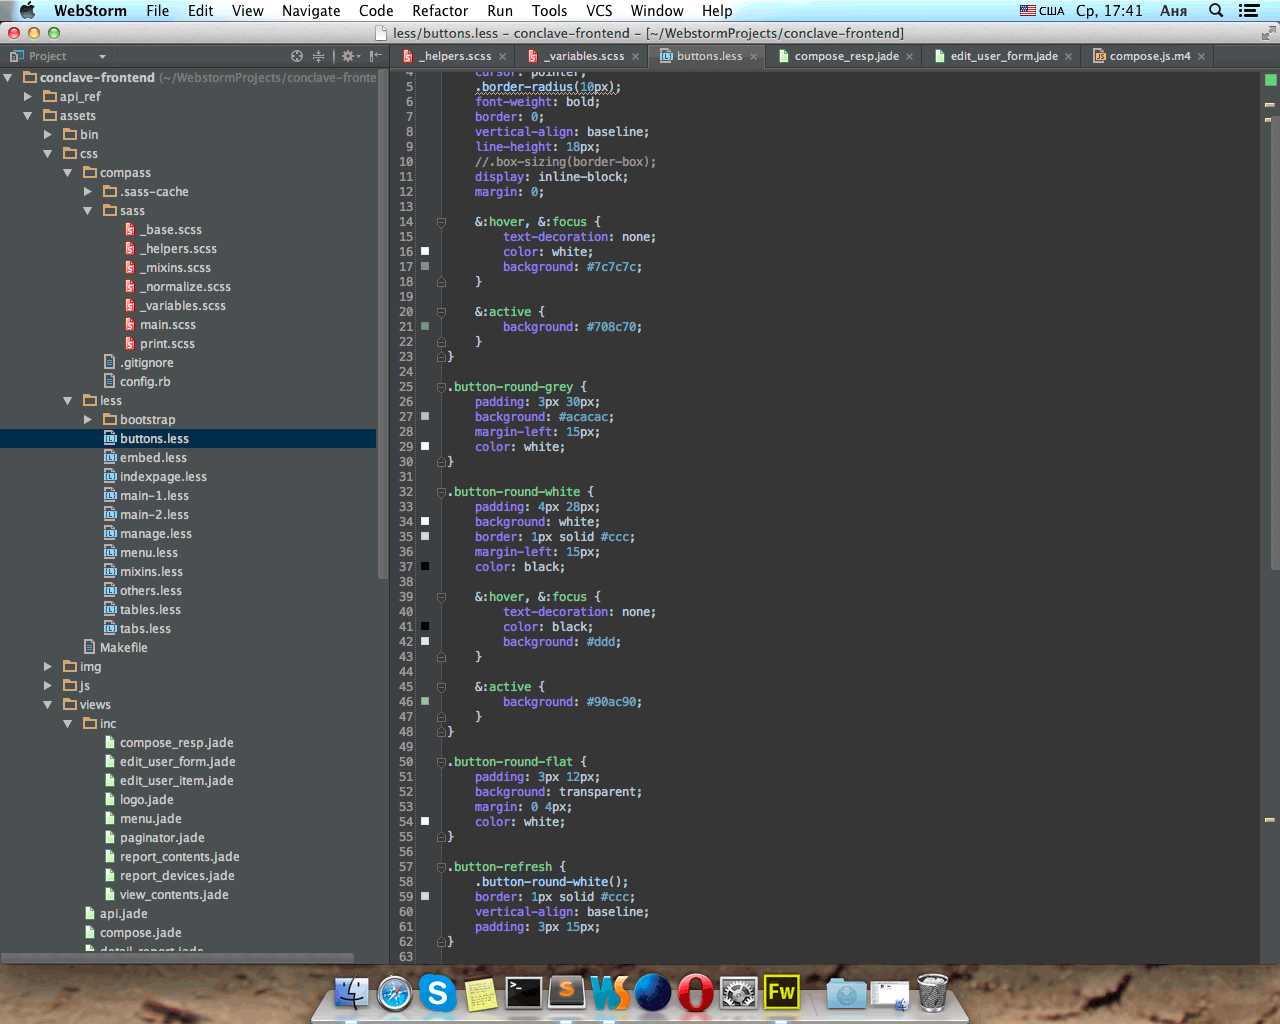 WebStorm File Edit View Navigate Code Refactor Run Tools VCS Window Help США Ср, 17:41 Аня
less/buttons.less – conclave-frontend – [~/WebstormProjects/conclave-frontend]
Project
_helpers.scss _variables.scss buttons.less compose_resp.jade edit_user_form.jade compose.js.m4
conclave-frontend (~/WebstormProjects/conclave-fronte
api_ref
assets
bin
css
compass
.sass-cache
sass
_base.scss
_helpers.scss
_mixins.scss
_normalize.scss
_variables.scss
main.scss
print.scss
.gitignore
config.rb
less
bootstrap
buttons.less
embed.less
indexpage.less
main-1.less
main-2.less
manage.less
menu.less
mixins.less
others.less
tables.less
tabs.less
Makefile
img
js
views
inc
compose_resp.jade
edit_user_form.jade
edit_user_item.jade
logo.jade
menu.jade
paginator.jade
report_contents.jade
report_devices.jade
view_contents.jade
api.jade
compose.jade
detail_report.jade
4 cursor: pointer;
5 .border-radius(10px);
6 font-weight: bold;
7 border: 0;
8 vertical-align: baseline;
9 line-height: 18px;
10 //.box-sizing(border-box);
11 display: inline-block;
12 margin: 0;
13
14 &:hover, &:focus {
15 text-decoration: none;
16 color: white;
17 background: #7c7c7c;
18 }
19
20 &:active {
21 background: #708c70;
22 }
23 }
24
25 .button-round-grey {
26 padding: 3px 30px;
27 background: #acacac;
28 margin-left: 15px;
29 color: white;
30 }
31
32 .button-round-white {
33 padding: 4px 28px;
34 background: white;
35 border: 1px solid #ccc;
36 margin-left: 15px;
37 color: black;
38
39 &:hover, &:focus {
40 text-decoration: none;
41 color: black;
42 background: #ddd;
43 }
44
45 &:active {
46 background: #90ac90;
47 }
48 }
49
50 .button-round-flat {
51 padding: 3px 12px;
52 background: transparent;
53 margin: 0 4px;
54 color: white;
55 }
56
57 .button-refresh {
58 .button-round-white();
59 border: 1px solid #ccc;
60 vertical-align: baseline;
61 padding: 3px 15px;
62 }
63
S >_ S WS Fw